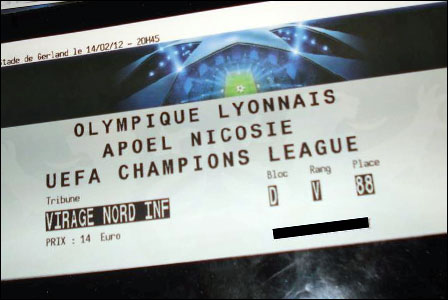 Stade de Gerland le 14/02/12 - 20H45
OLYMPIQUE LYONNAIS
APOEL NICOSIE
UEFA CHAMPIONS LEAGUE
Tribune Bloc Rang Place
VIRAGE NORD INF D V 88
PRIX : 14 Euro